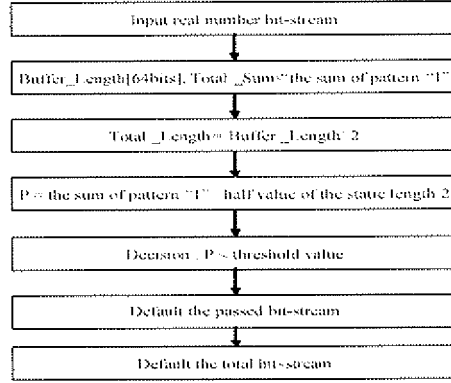 Input real number bit-stream
Buffer_Length[64bits], Total_Sum="the sum of pattern "1"
Total_Length= Buffer_Length/ 2
P = the sum of pattern "1" half value of the static length 2
Decision : P < threshold value
Default the passed bit-stream
Default the total bit-stream